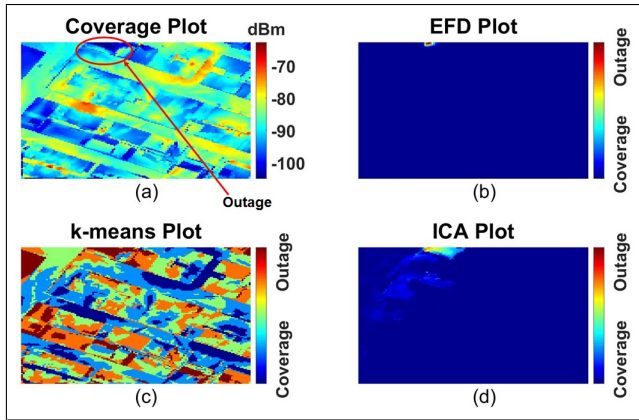 Coverage Plot
dBm
-70
-80
-90
-100
(a)
Outage
EFD Plot
Outage
Coverage
(b)
k-means Plot
Outage
Coverage
(c)
ICA Plot
Outage
Coverage
(d)